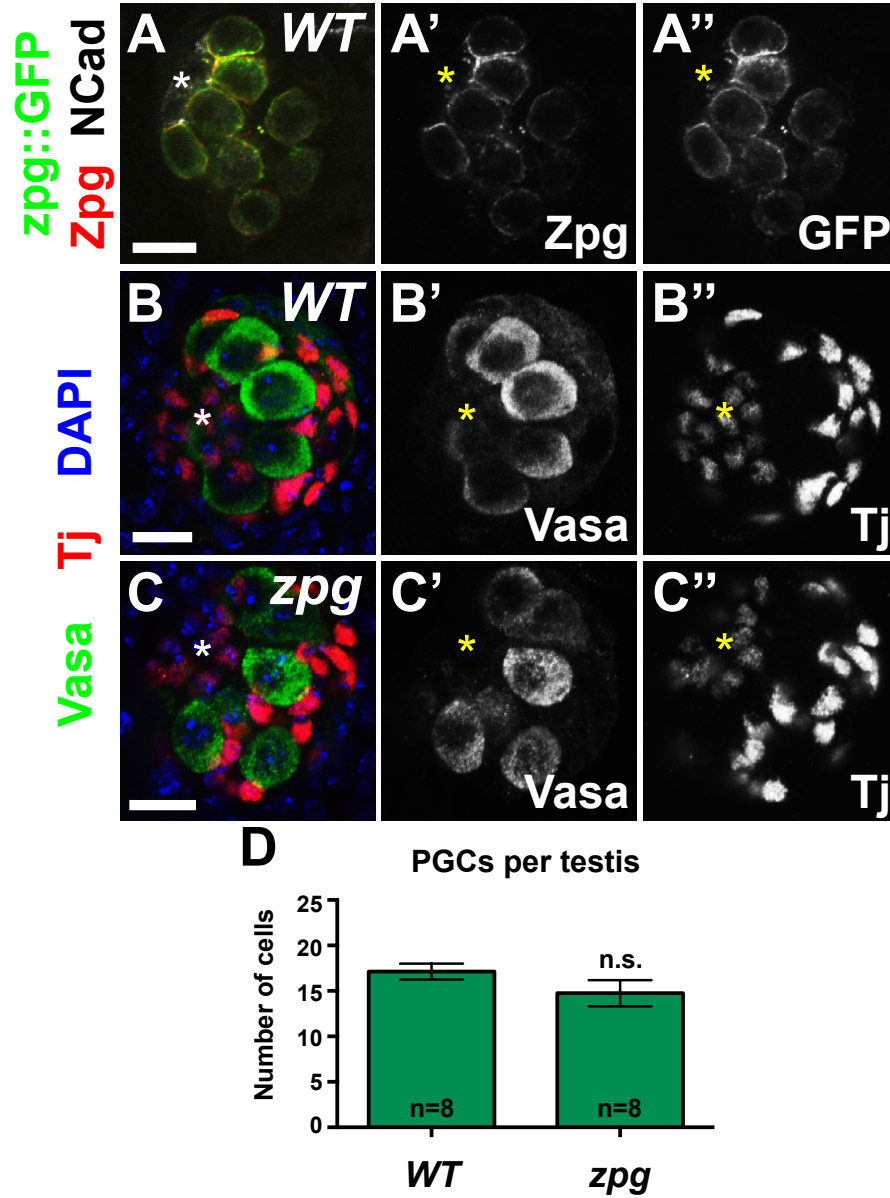 zpg::GFP
Zpg NCad
A WT
*
A'
*
Zpg
A"
*
GFP
Vasa Tj DAPI
B WT
*
B'
*
Vasa
B"
*
Tj
C zpg
*
C'
*
Vasa
C"
*
Tj
D
PGCs per testis
Number of cells
25
20
15
10
5
0
n.s.
n=8 n=8
WT zpg